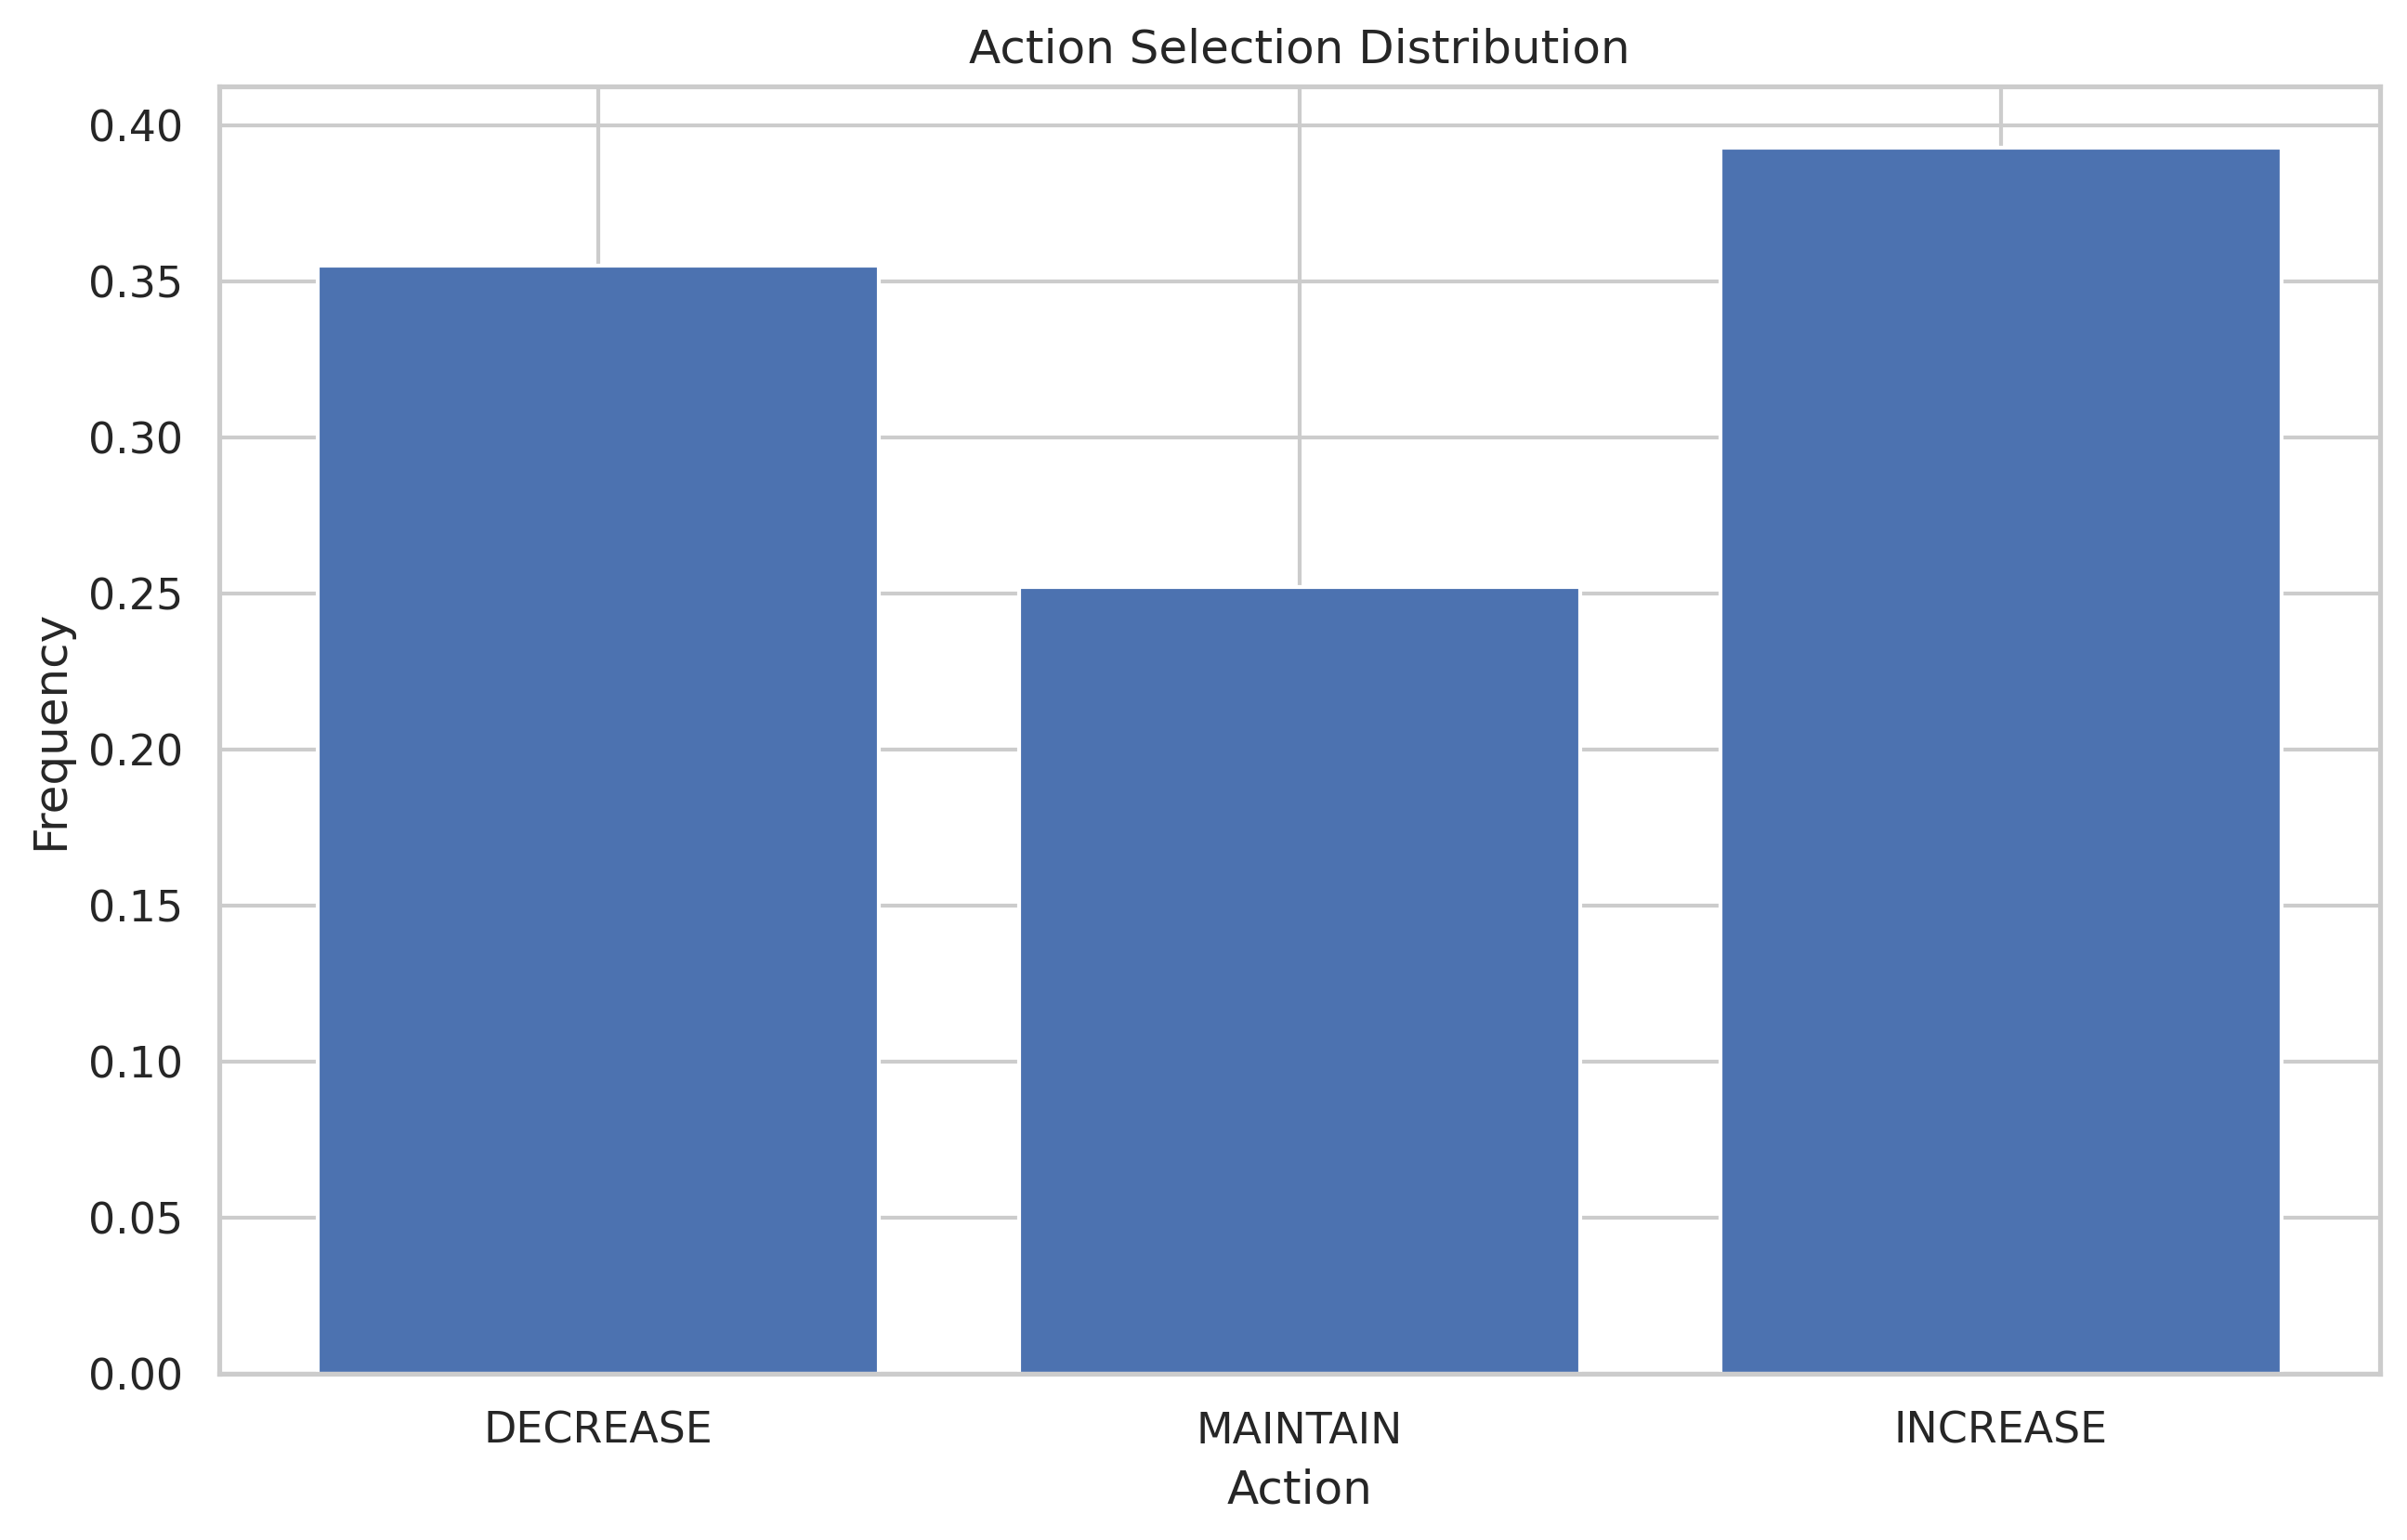 Action Selection Distribution
0.40
0.35
0.30
0.25
0.20
0.15
0.10
0.05
0.00
Frequency
DECREASE MAINTAIN INCREASE
Action